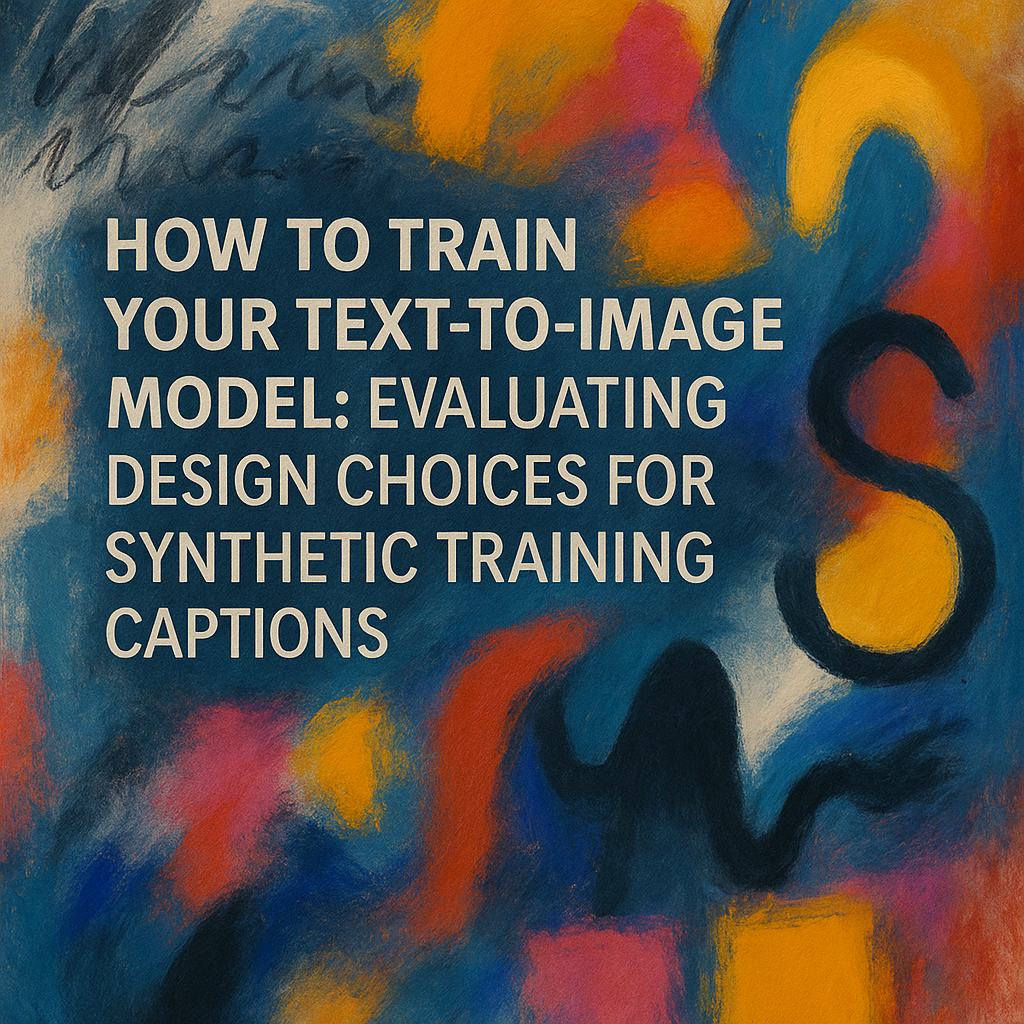 HOW TO TRAIN
YOUR TEXT-TO-IMAGE
MODEL: EVALUATING
DESIGN CHOICES FOR
SYNTHETIC TRAINING
CAPTIONS